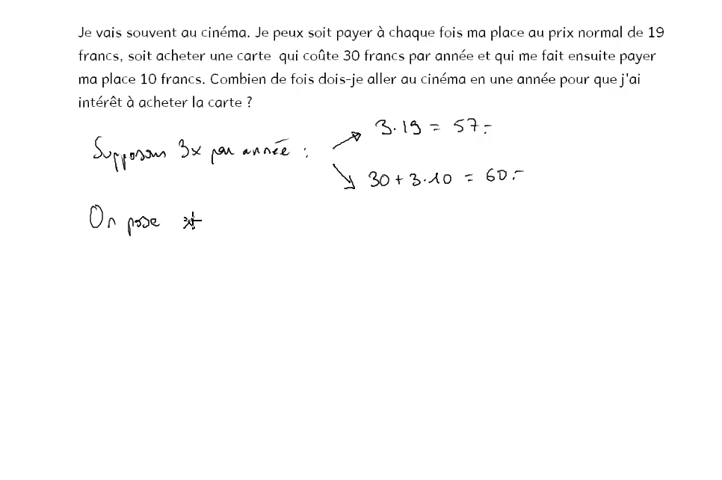 Je vais souvent au cinéma. Je peux soit payer à chaque fois ma place au prix normal de 19
francs, soit acheter une carte qui coûte 30 francs par année et qui me fait ensuite payer
ma place 10 francs. Combien de fois dois-je aller au cinéma en une année pour que j'ai
intérêt à acheter la carte ?
3·19 = 57.-
Supposons 3x par année :
30 + 3·10 = 60.-
On pose